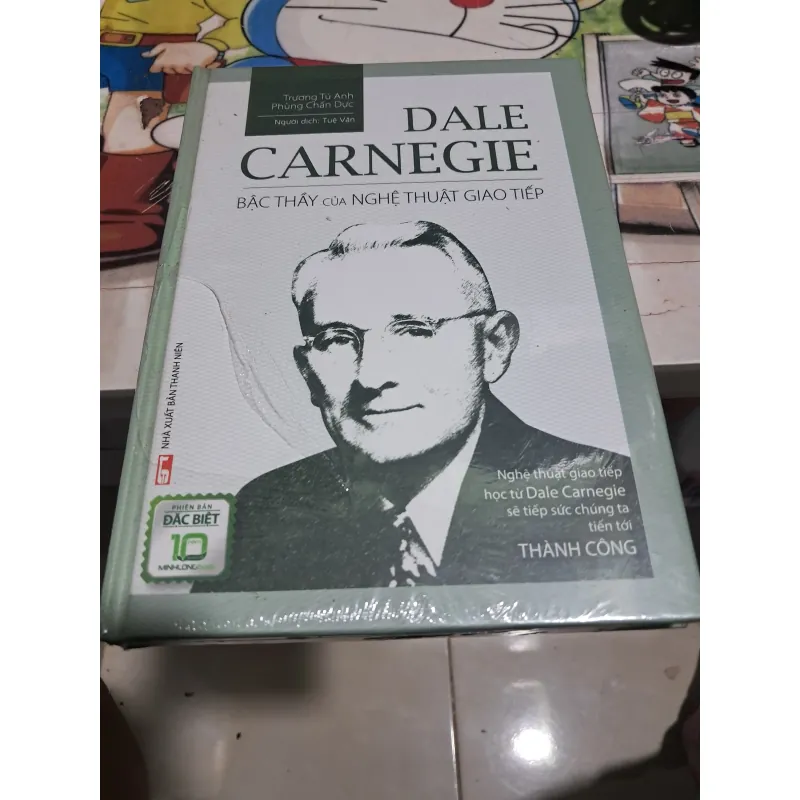 Trương Tú Anh
Phùng Chấn Dực
Người dịch: Tuệ Văn
DALE
CARNEGIE
BẬC THẦY CỦA NGHỆ THUẬT GIAO TIẾP
NHÀ XUẤT BẢN THANH NIÊN
PHIÊN BẢN
ĐẶC BIỆT
10
MINHLONG
Nghệ thuật giao tiếp
học từ Dale Carnegie
sẽ tiếp sức chúng ta
tiến tới
THÀNH CÔNG